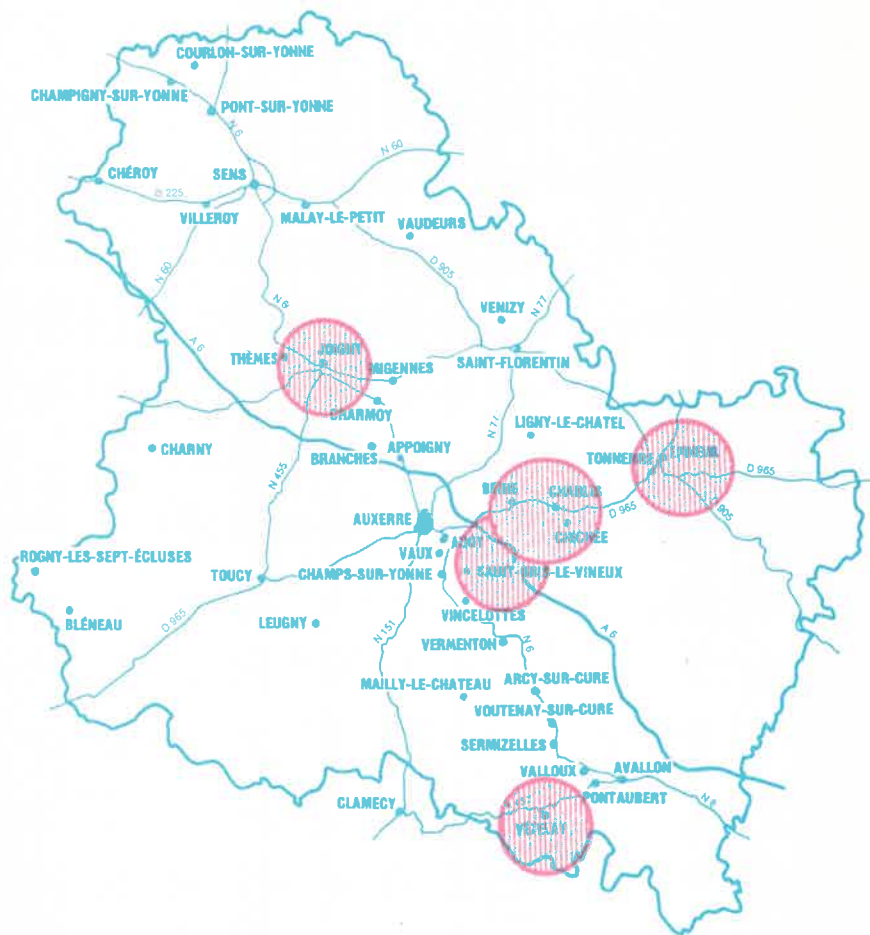 COURLON-SUR-YONNE
CHAMPIGNY-SUR-YONNE
PONT-SUR-YONNE
N 6
N 60
CHÉROY
SENS
D 225
VILLEROY
MALAY-LE-PETIT
VAUDEURS
N 60
D 905
A 6
N 6
VENIZY
N 77
THÈMES
JOIGNY
MIGENNES
SAINT-FLORENTIN
CHARMOY
N 77
LIGNY-LE-CHATEL
CHARNY
APPOIGNY
BRANCHES
N 455
TONNERRE
ÉPINEUIL
D 965
BEINE
CHABLIS
D 965
905
AUXERRE
CHICHÉE
VAUX
ROGNY-LES-SEPT-ÉCLUSES
TOUCY
CHAMPS-SUR-YONNE
SAINT-BRIS-LE-VINEUX
BLÉNEAU
D 965
LEUGNY
N 151
VINCELOTTES
A 6
VERMENTON
N 6
MAILLY-LE-CHATEAU
ARCY-SUR-CURE
VOUTENAY-SUR-CURE
SERMIZELLES
VALLOUX
AVALLON
PONTAUBERT
CLAMECY
N 6
VÉZELAY